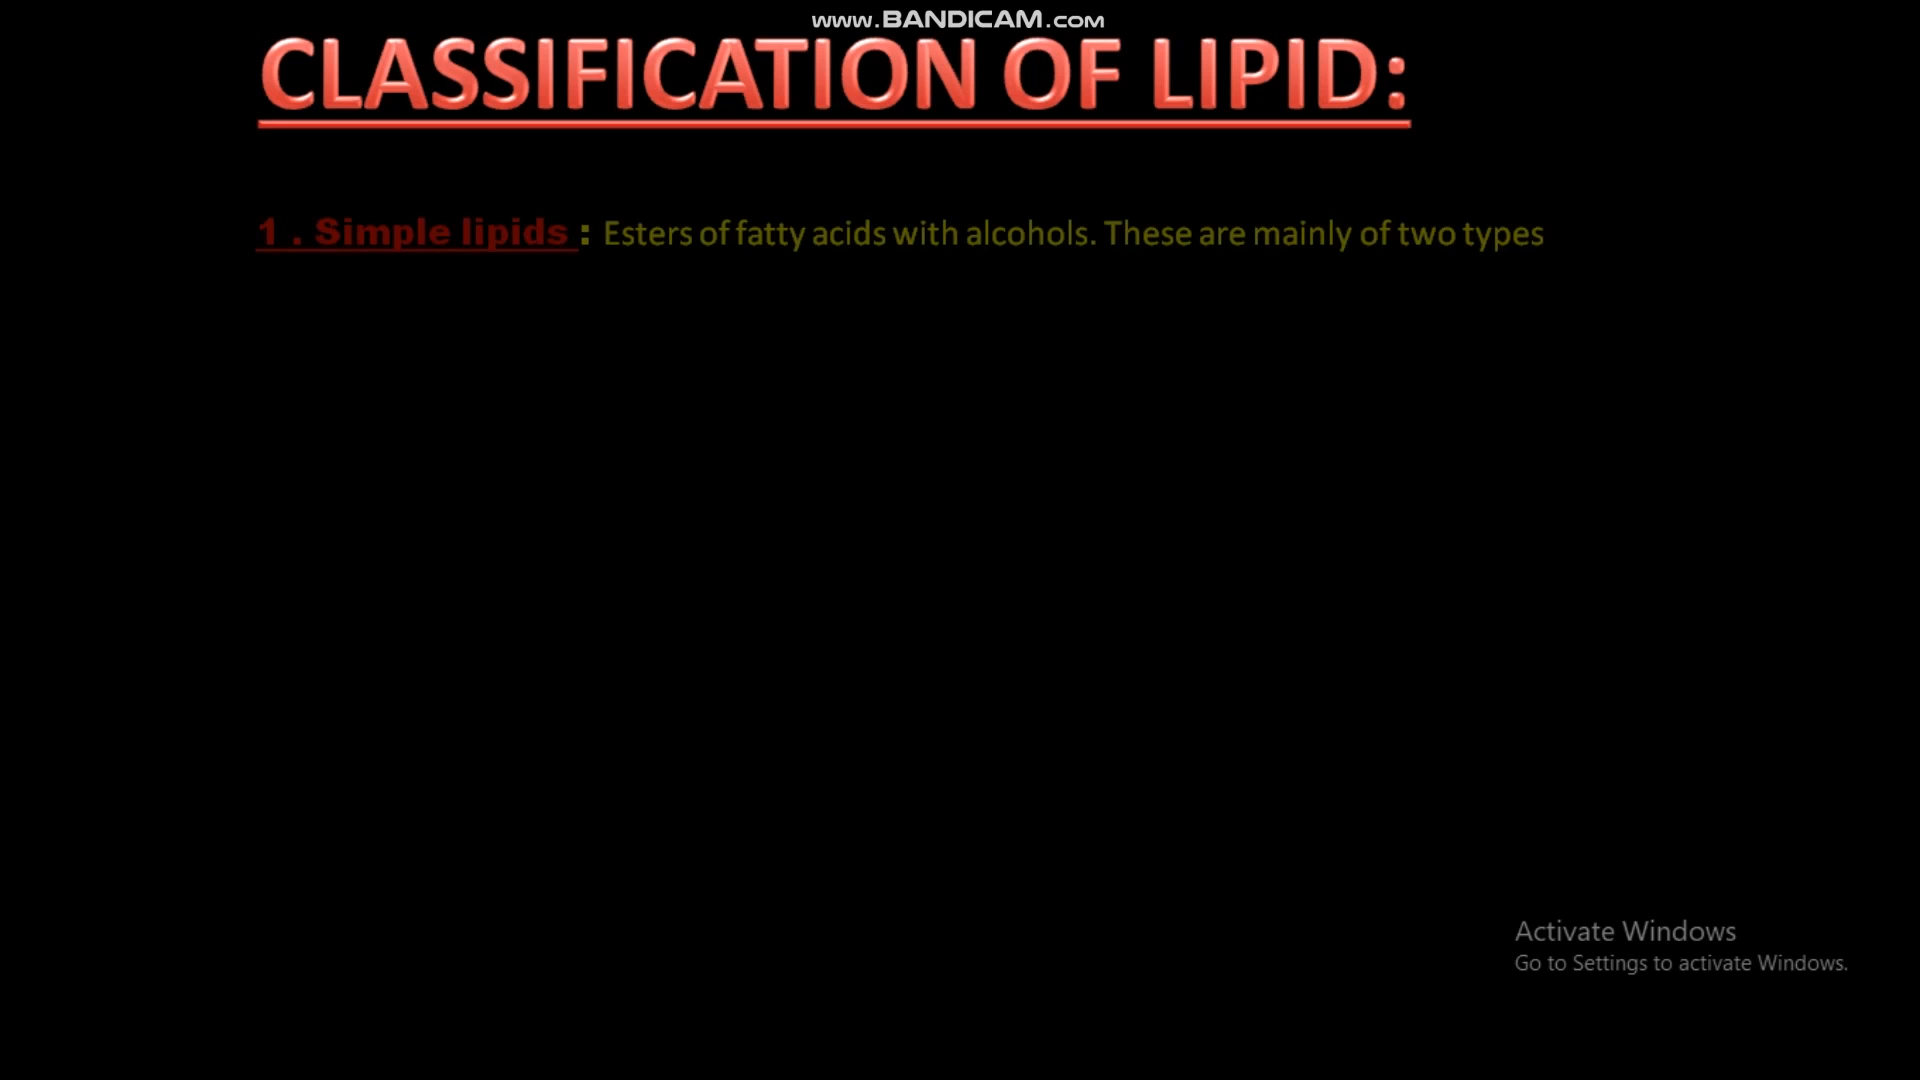 www.BANDICAM.com
CLASSIFICATION OF LIPID:
1 . Simple lipids : Esters of fatty acids with alcohols. These are mainly of two types
Activate Windows
Go to Settings to activate Windows.